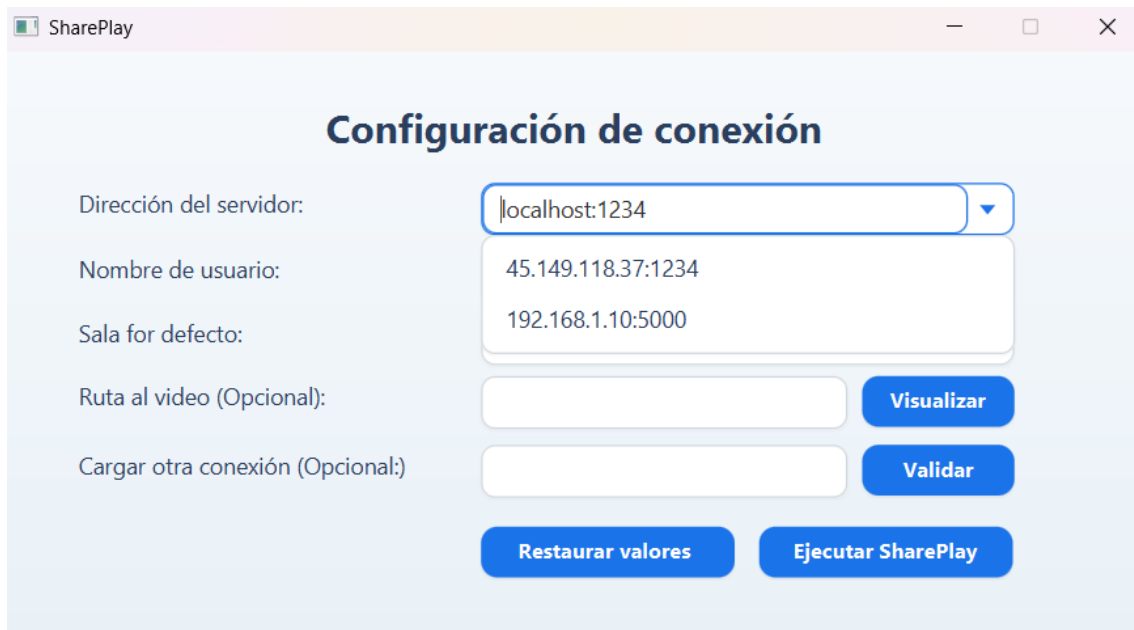 SharePlay
Configuración de conexión
Dirección del servidor:
localhost:1234
Nombre de usuario:
45.149.118.37:1234
192.168.1.10:5000
Sala for defecto:
Ruta al video (Opcional):
Visualizar
Cargar otra conexión (Opcional:)
Validar
Restaurar valores
Ejecutar SharePlay